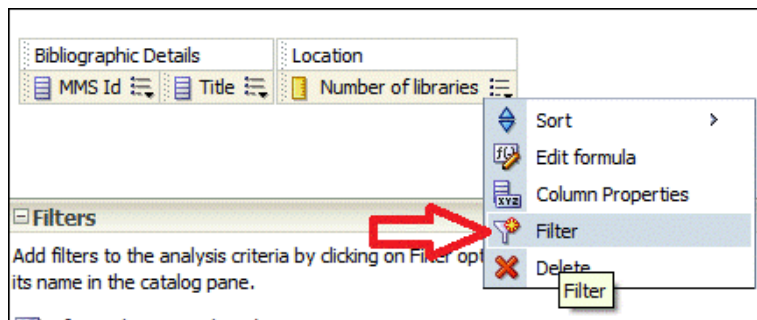 Bibliographic Details
Location
MMS Id
Title
Number of libraries
Sort
Edit formula
Column Properties
Filter
Delete
Filter
Filters
Add filters to the analysis criteria by clicking on Filter opt
its name in the catalog pane.